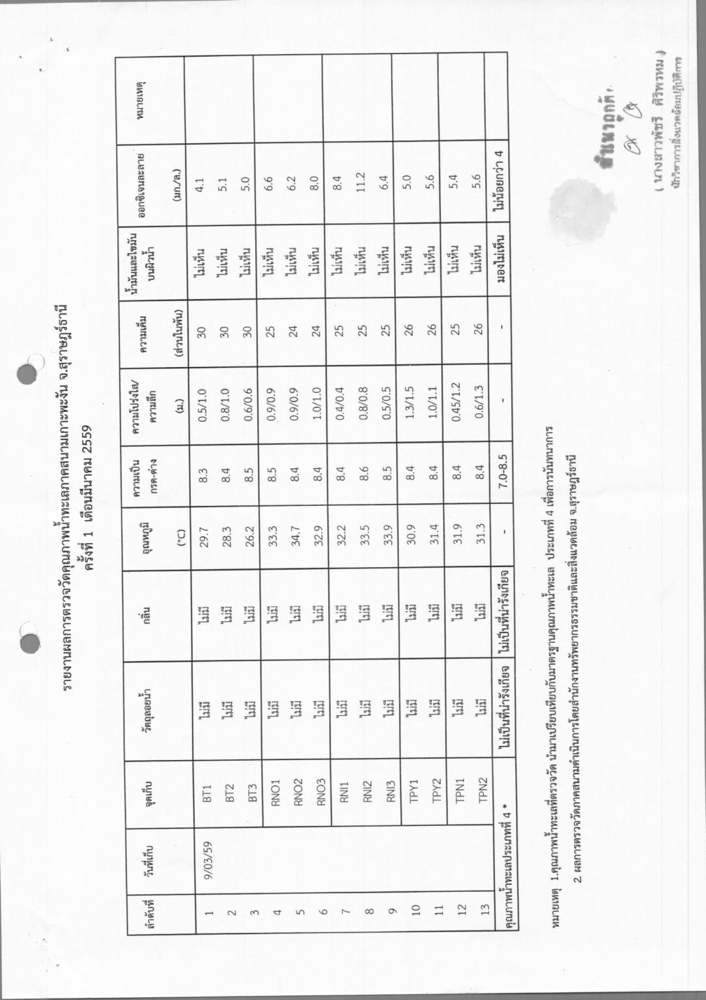 รายงานผลการตรวจวัดคุณภาพน้ำทะเลภาคสนามเกาะพะงัน จ.สุราษฎร์ธานี
ครั้งที่ 1 เดือนมีนาคม 2559
ลำดับที่ วันที่เก็บ จุดเก็บ วัตถุลอยน้ำ กลิ่น อุณหภูมิ (°C) ความเป็นกรด-ด่าง ความโปร่งใส/ความลึก (ม.) ความเค็ม (ส่วนในพัน) น้ำมันและไขมันบนผิวน้ำ ออกซิเจนละลาย (มก./ล.) หมายเหตุ
1 9/03/59 BT1 ไม่มี ไม่มี 29.7 8.3 0.5/1.0 30 ไม่เห็น 4.1
2 BT2 ไม่มี ไม่มี 28.3 8.4 0.8/1.0 30 ไม่เห็น 5.1
3 BT3 ไม่มี ไม่มี 26.2 8.5 0.6/0.6 30 ไม่เห็น 5.0
4 RNO1 ไม่มี ไม่มี 33.3 8.5 0.9/0.9 25 ไม่เห็น 6.6
5 RNO2 ไม่มี ไม่มี 34.7 8.4 0.9/0.9 24 ไม่เห็น 6.2
6 RNO3 ไม่มี ไม่มี 32.9 8.4 1.0/1.0 24 ไม่เห็น 8.0
7 RNI1 ไม่มี ไม่มี 32.2 8.4 0.4/0.4 25 ไม่เห็น 8.4
8 RNI2 ไม่มี ไม่มี 33.5 8.6 0.8/0.8 25 ไม่เห็น 11.2
9 RNI3 ไม่มี ไม่มี 33.9 8.5 0.5/0.5 25 ไม่เห็น 6.4
10 TPY1 ไม่มี ไม่มี 30.9 8.4 1.3/1.5 26 ไม่เห็น 5.0
11 TPY2 ไม่มี ไม่มี 31.4 8.4 1.0/1.1 26 ไม่เห็น 5.6
12 TPN1 ไม่มี ไม่มี 31.9 8.4 0.45/1.2 25 ไม่เห็น 5.4
13 TPN2 ไม่มี ไม่มี 31.3 8.4 0.6/1.3 26 ไม่เห็น 5.6
คุณภาพน้ำทะเลประเภทที่ 4 * ไม่เป็นที่น่ารังเกียจ ไม่เป็นที่น่ารังเกียจ - 7.0-8.5 - - มองไม่เห็น ไม่น้อยกว่า 4
หมายเหตุ 1.คุณภาพน้ำทะเลที่ตรวจวัด นำมาเปรียบเทียบกับมาตรฐานคุณภาพน้ำทะเล ประเภทที่ 4 เพื่อการนันทนาการ
2. ผลการตรวจวัดภาคสนามดำเนินการโดยสำนักงานทรัพยากรธรรมชาติและสิ่งแวดล้อม จ.สุราษฎร์ธานี
สำเนาถูกต้อง
( นางสาวพัชรี ศิริพรหม )
นักวิชาการสิ่งแวดล้อมปฏิบัติการ